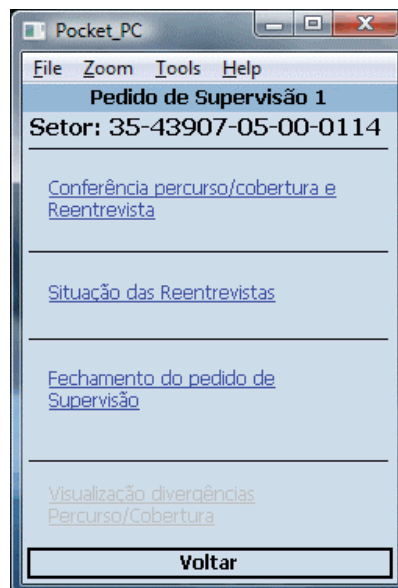 Pocket_PC
File Zoom Tools Help
Pedido de Supervisão 1
Setor: 35-43907-05-00-0114
Conferência percurso/cobertura e
Reentrevista
Situação das Reentrevistas
Fechamento do pedido de
Supervisão
Visualização divergências
Percurso/Cobertura
Voltar